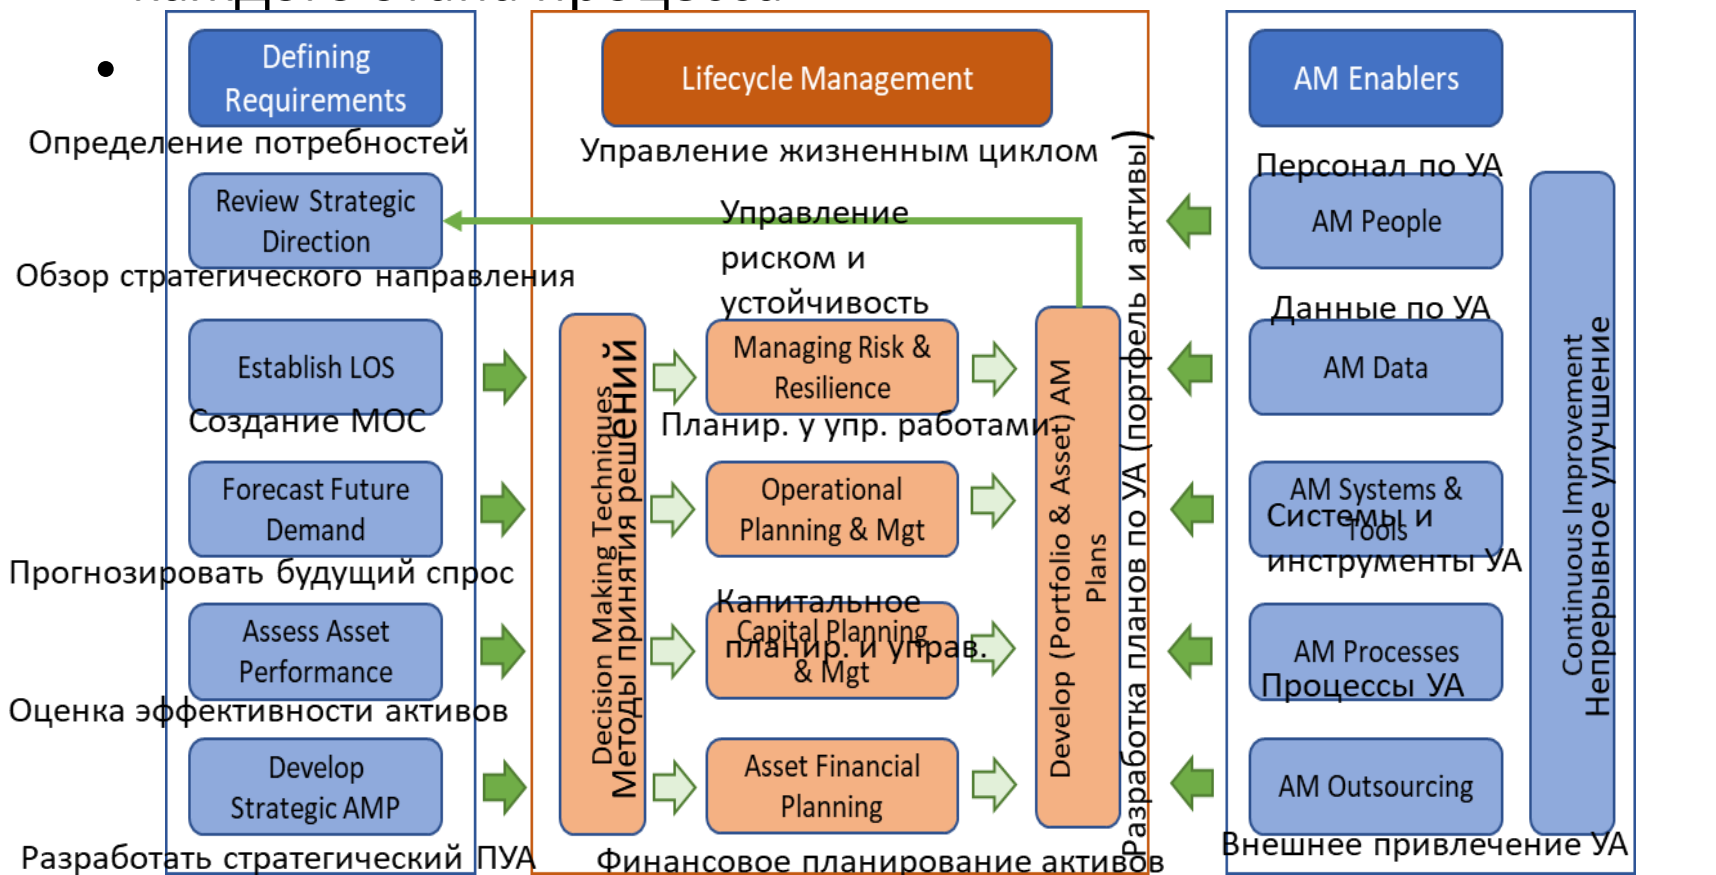 •
Defining
Requirements
Определение потребностей
Review Strategic
Direction
Обзор стратегического направления
Establish LOS
Создание МОС
Forecast Future
Demand
Прогнозировать будущий спрос
Assess Asset
Performance
Оценка эффективности активов
Develop
Strategic AMP
Разработать стратегический ПУА
Lifecycle Management
Управление жизненным циклом
Decision Making Techniques
Методы принятия решений
Управление
риском и
устойчивость
Managing Risk &
Resilience
Планир. у упр. работами
Operational
Planning & Mgt
Капитальное
планир. и управ.
Capital Planning
& Mgt
Asset Financial
Planning
Финансовое планирование активов
Develop (Portfolio & Asset) AM
Plans
Разработка планов по УА (портфель и активы)
AM Enablers
Персонал по УА
AM People
Данные по УА
AM Data
AM Systems &
Tools
Системы и
инструменты УА
AM Processes
Процессы УА
AM Outsourcing
Внешнее привлечение УА
Continuous Improvement
Непрерывное улучшение